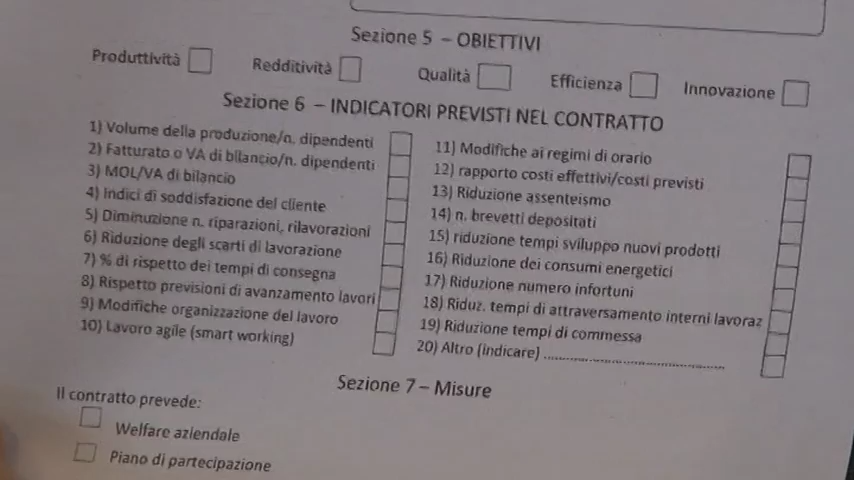 Sezione 5 – OBIETTIVI
Produttività Redditività Qualità Efficienza Innovazione
Sezione 6 – INDICATORI PREVISTI NEL CONTRATTO
1) Volume della produzione/n. dipendenti
2) Fatturato o VA di bilancio/n. dipendenti
3) MOL/VA di bilancio
4) Indici di soddisfazione del cliente
5) Diminuzione n. riparazioni, rilavorazioni
6) Riduzione degli scarti di lavorazione
7) % di rispetto dei tempi di consegna
8) Rispetto previsioni di avanzamento lavori
9) Modifiche organizzazione del lavoro
10) Lavoro agile (smart working)
11) Modifiche ai regimi di orario
12) rapporto costi effettivi/costi previsti
13) Riduzione assenteismo
14) n. brevetti depositati
15) riduzione tempi sviluppo nuovi prodotti
16) Riduzione dei consumi energetici
17) Riduzione numero infortuni
18) Riduz. tempi di attraversamento interni lavoraz
19) Riduzione tempi di commessa
20) Altro (indicare) ........................................
Sezione 7 – Misure
Il contratto prevede:
Welfare aziendale
Piano di partecipazione